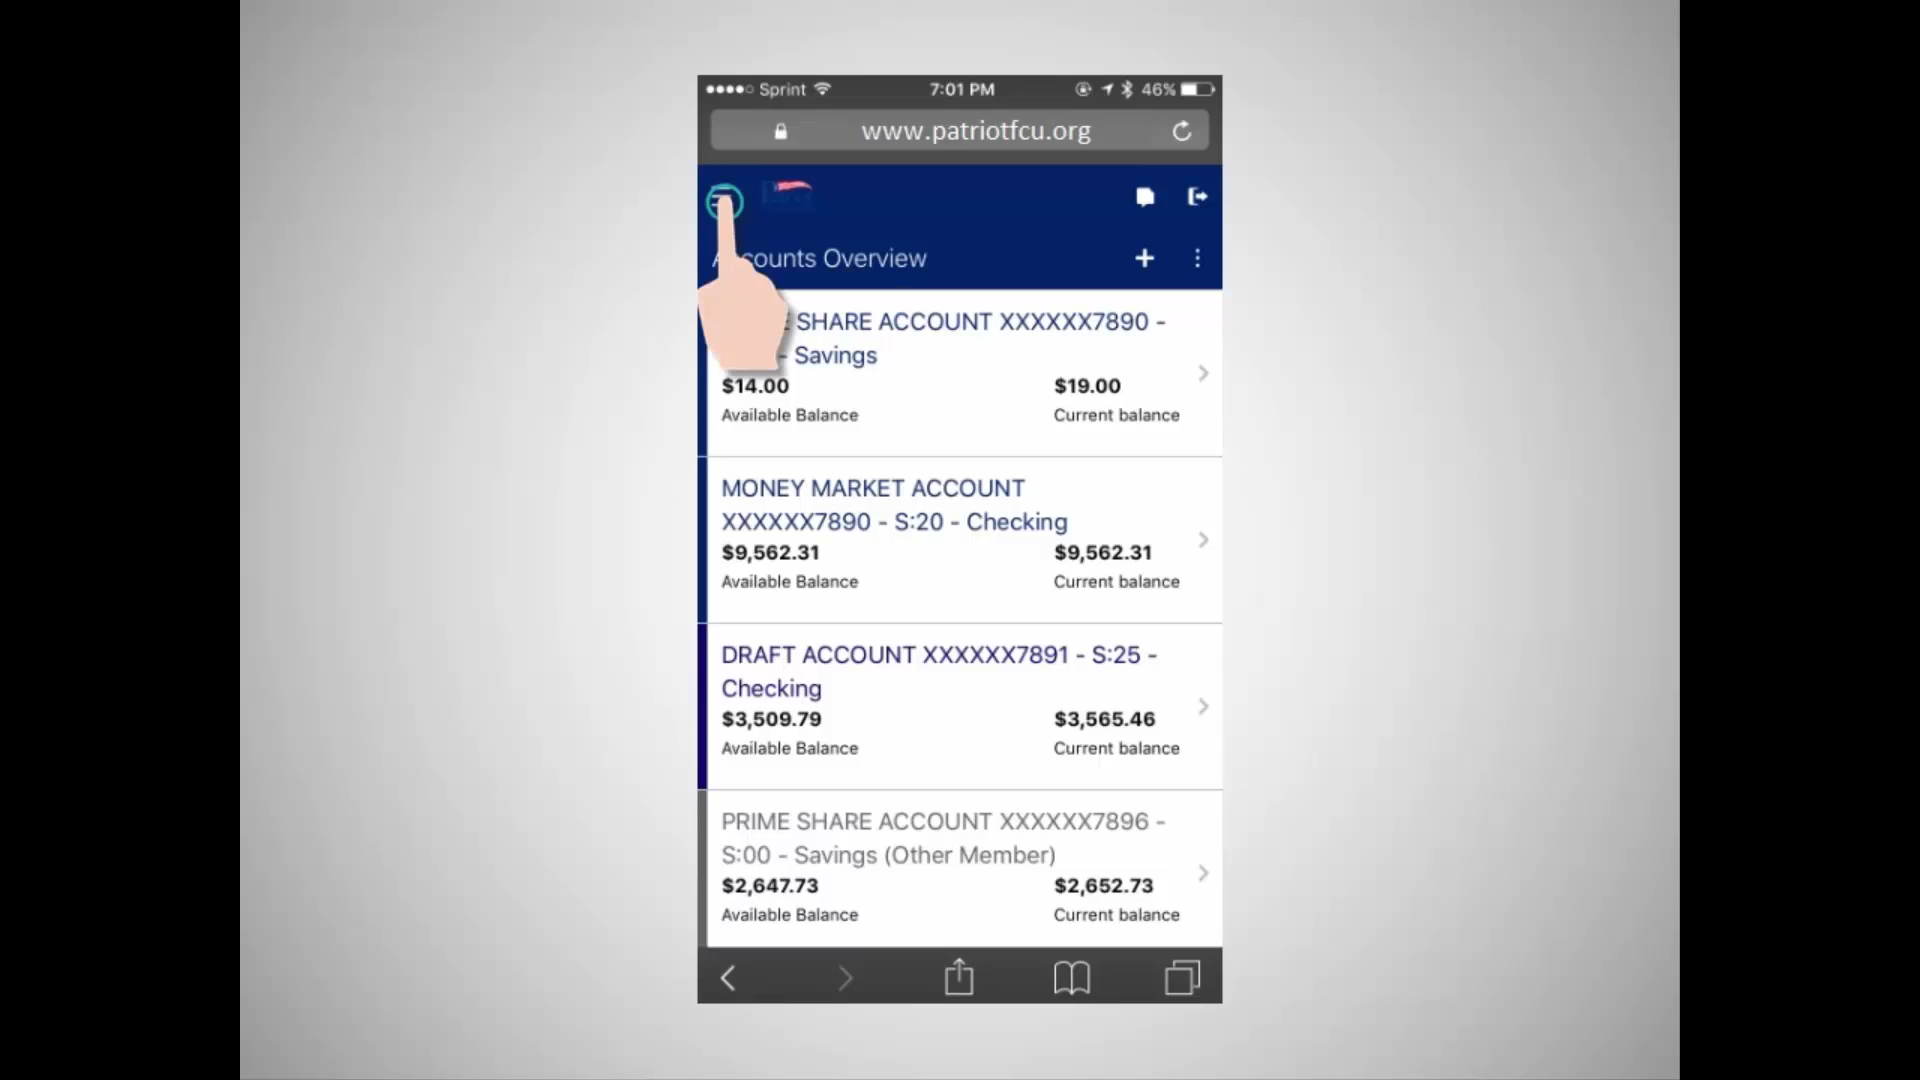 Sprint
7:01 PM
46%
www.patriotfcu.org
Accounts Overview
SHARE ACCOUNT XXXXXX7890 -
- Savings
$14.00
$19.00
Available Balance
Current balance
MONEY MARKET ACCOUNT
XXXXXX7890 - S:20 - Checking
$9,562.31
$9,562.31
Available Balance
Current balance
DRAFT ACCOUNT XXXXXX7891 - S:25 -
Checking
$3,509.79
$3,565.46
Available Balance
Current balance
PRIME SHARE ACCOUNT XXXXXX7896 -
S:00 - Savings (Other Member)
$2,647.73
$2,652.73
Available Balance
Current balance